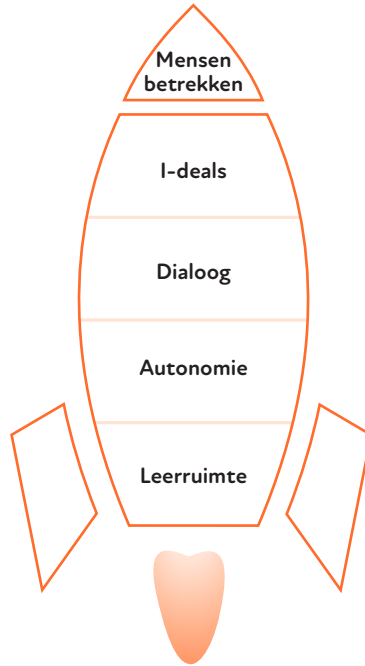 Mensen
betrekken
I-deals
Dialoog
Autonomie
Leerruimte